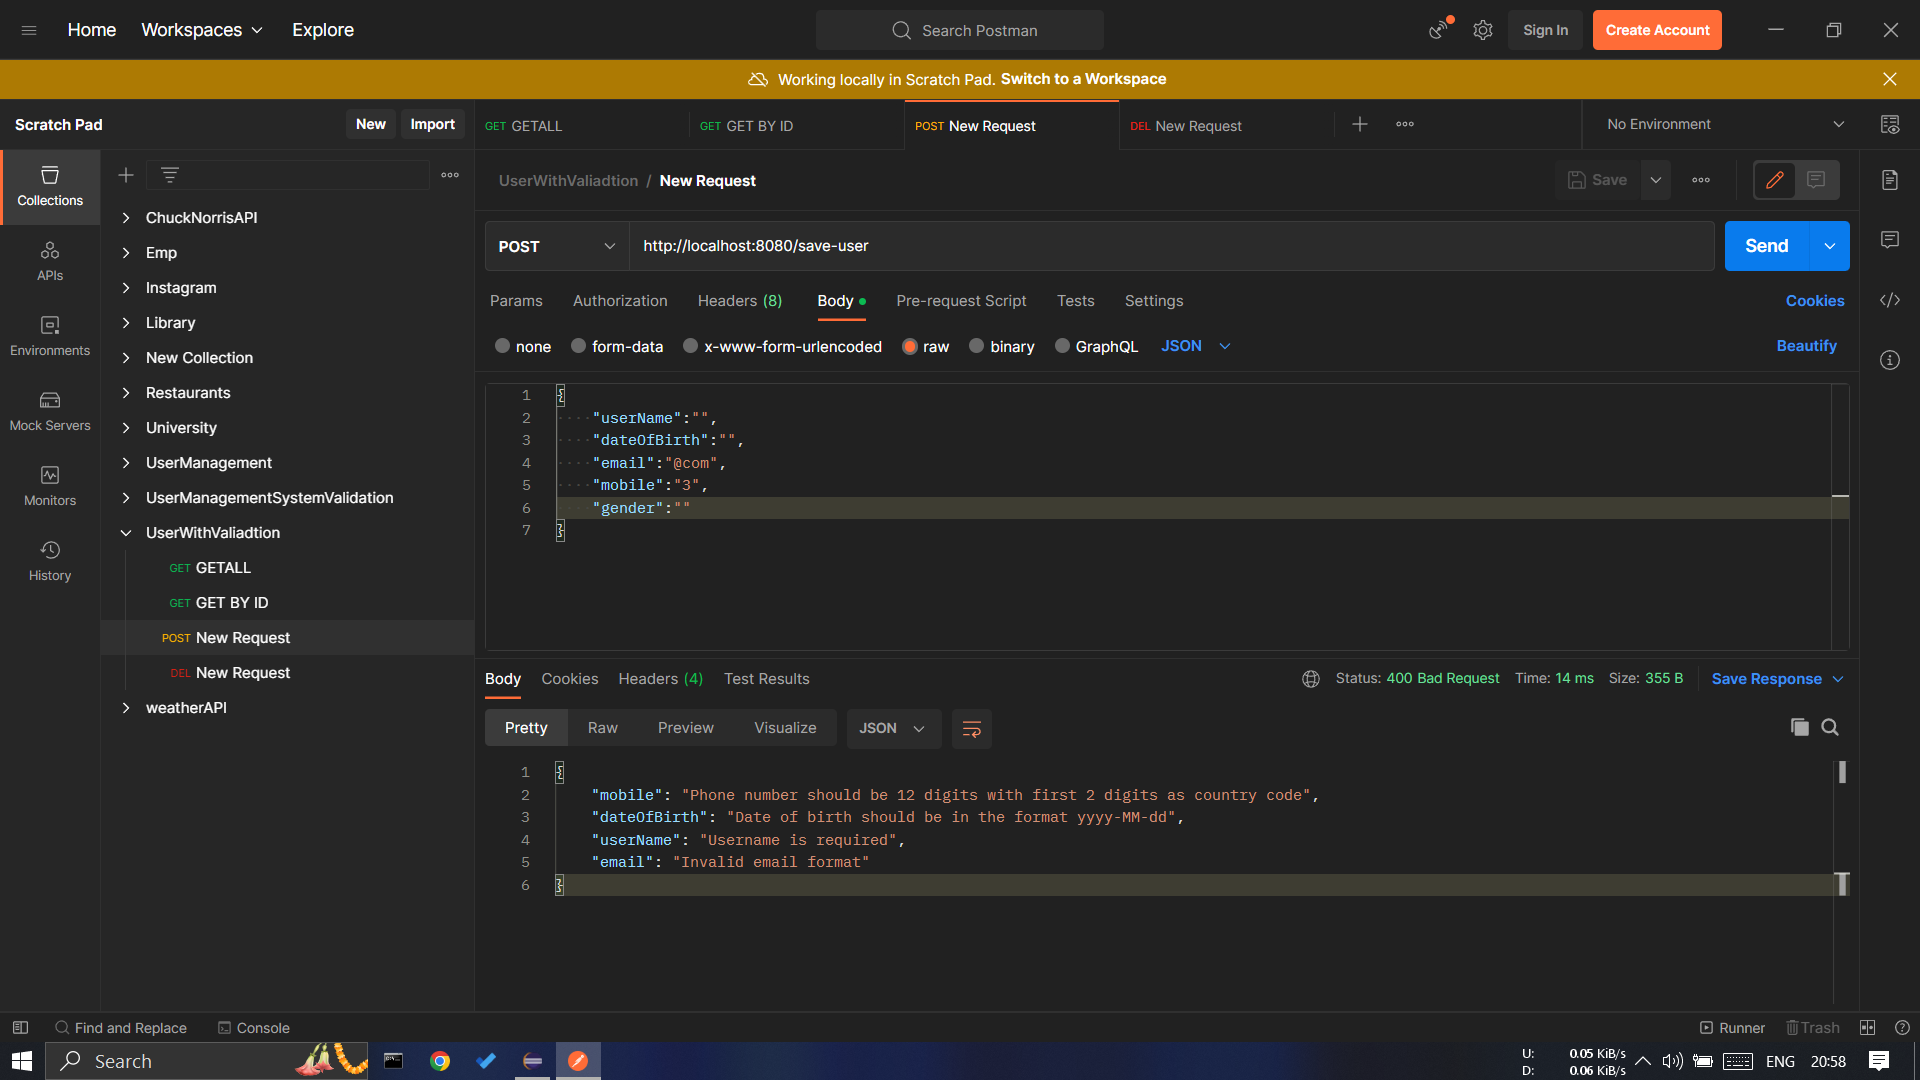 Home Workspaces Explore Search Postman Sign In Create Account
Working locally in Scratch Pad. Switch to a Workspace
Scratch Pad New Import GET GETALL GET GET BY ID POST New Request DEL New Request No Environment
UserWithValiadtion / New Request Save
Collections
APIs
Environments
Mock Servers
Monitors
History
ChuckNorrisAPI
Emp
Instagram
Library
New Collection
Restaurants
University
UserManagement
UserManagementSystemValidation
UserWithValiadtion
GET GETALL
GET GET BY ID
POST New Request
DEL New Request
weatherAPI
POST http://localhost:8080/save-user Send
Params Authorization Headers (8) Body Pre-request Script Tests Settings Cookies
none form-data x-www-form-urlencoded raw binary GraphQL JSON Beautify
1 {
2 "userName":"",
3 "dateOfBirth":"",
4 "email":"@com",
5 "mobile":"3",
6 "gender":""
7 }
Body Cookies Headers (4) Test Results Status: 400 Bad Request Time: 14 ms Size: 355 B Save Response
Pretty Raw Preview Visualize JSON
1 {
2 "mobile": "Phone number should be 12 digits with first 2 digits as country code",
3 "dateOfBirth": "Date of birth should be in the format yyyy-MM-dd",
4 "userName": "Username is required",
5 "email": "Invalid email format"
6 }
Find and Replace Console Runner Trash
Search
U: 0.05 KiB/s
D: 0.06 KiB/s
ENG 20:58